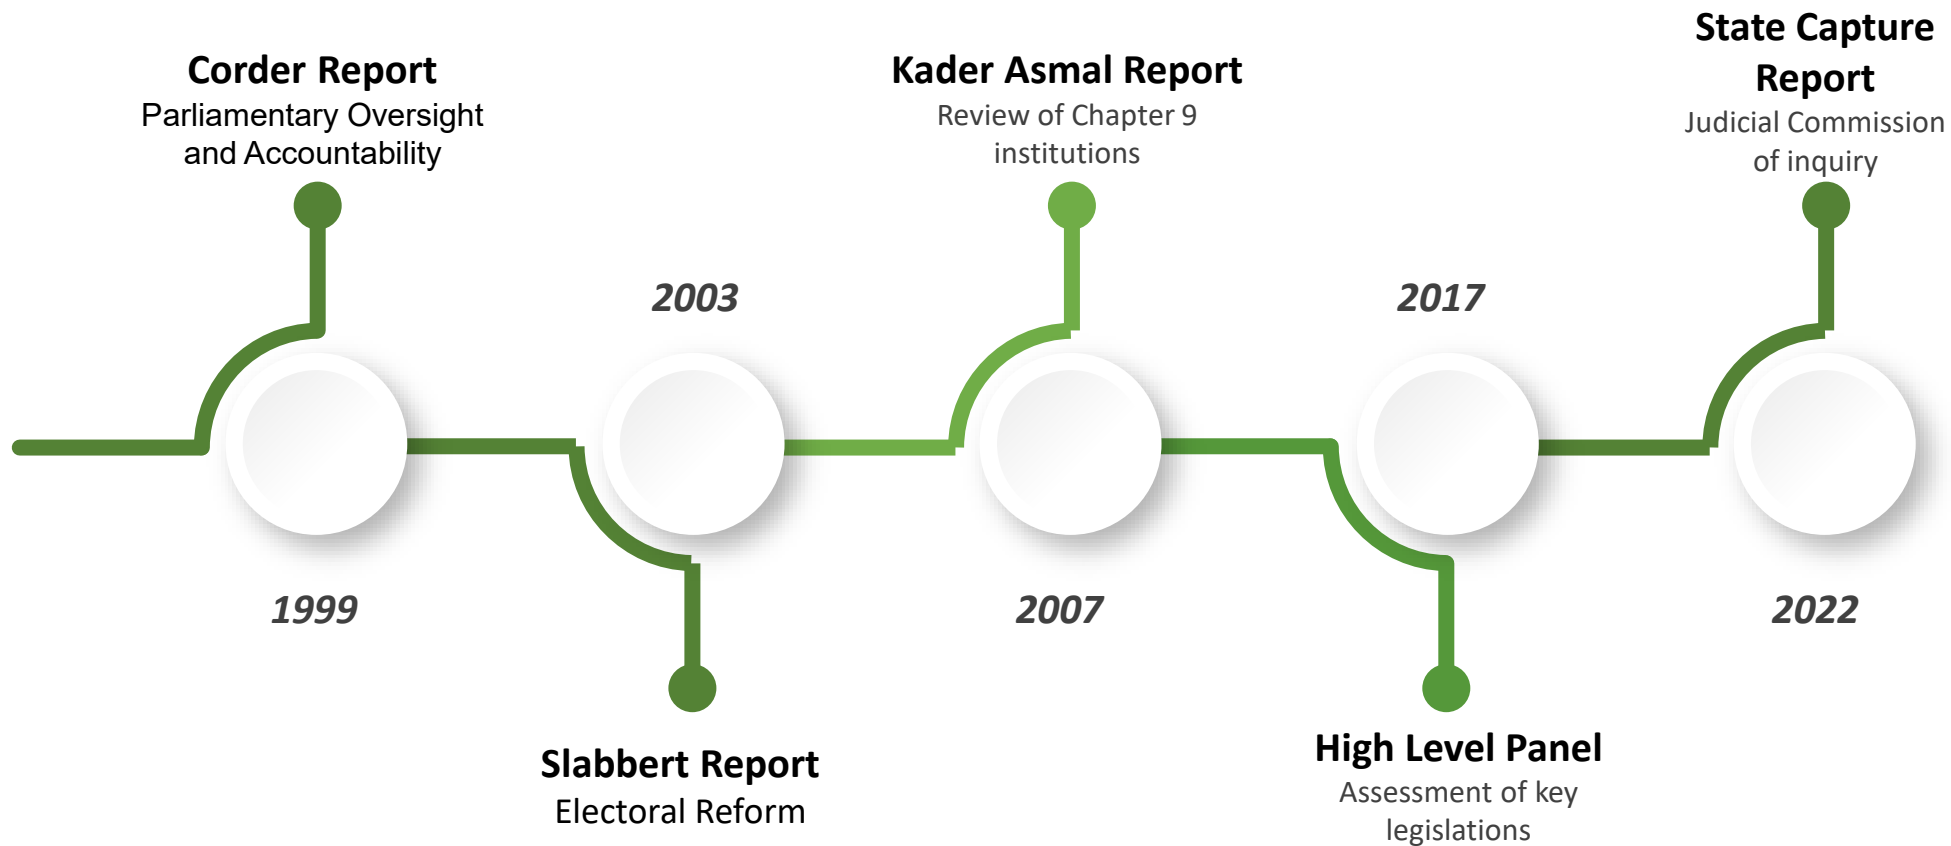 Corder Report
Parliamentary Oversight
and Accountability
1999
2003
Slabbert Report
Electoral Reform
Kader Asmal Report
Review of Chapter 9
institutions
2007
2017
High Level Panel
Assessment of key
legislations
State Capture
Report
Judicial Commission
of inquiry
2022